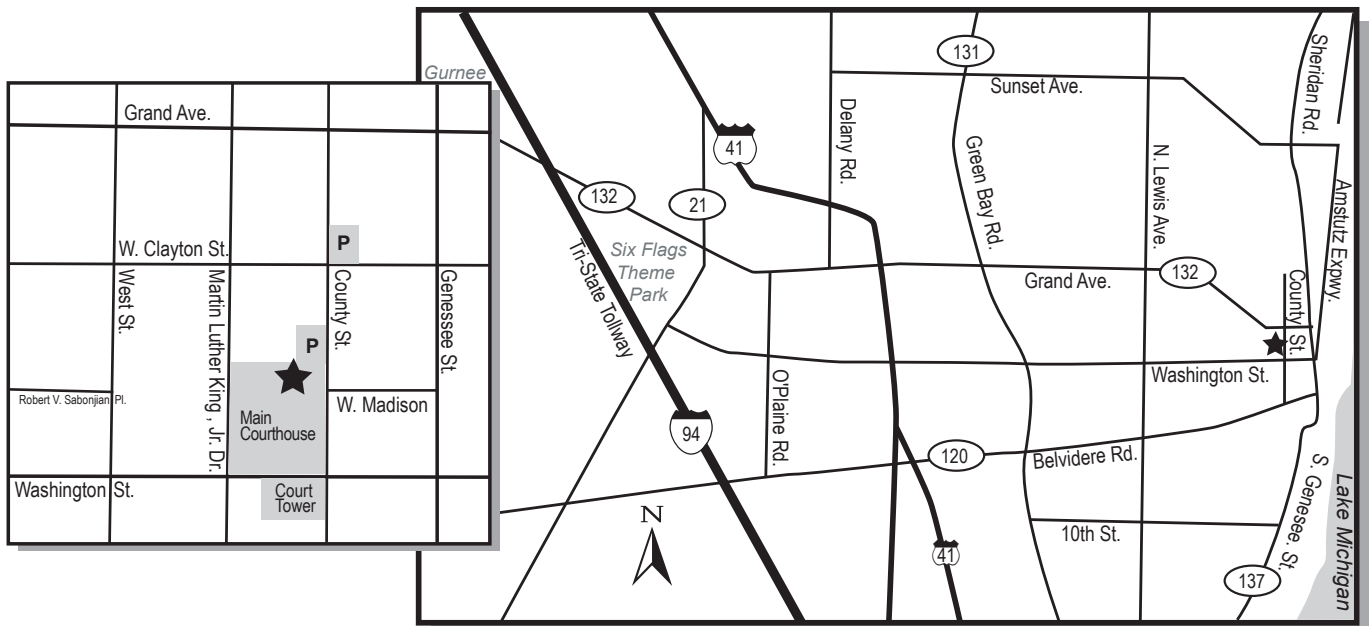 Grand Ave.
W. Clayton St.
P
West St.
Martin Luther King , Jr. Dr.
County St.
Genessee St.
P
Robert V. Sabonjian Pl.
Main
Courthouse
W. Madison
Washington St.
Court
Tower
Gurnee
41
132
21
Six Flags
Theme
Park
Tri-State Tollway
Delany Rd.
131
Sunset Ave.
Green Bay Rd.
N. Lewis Ave.
Sheridan Rd.
Amstutz Expwy.
Grand Ave.
132
County St.
Washington St.
O'Plaine Rd.
94
120
Belvidere Rd.
N
41
10th St.
S. Genesee. St.
137
Lake Michigan